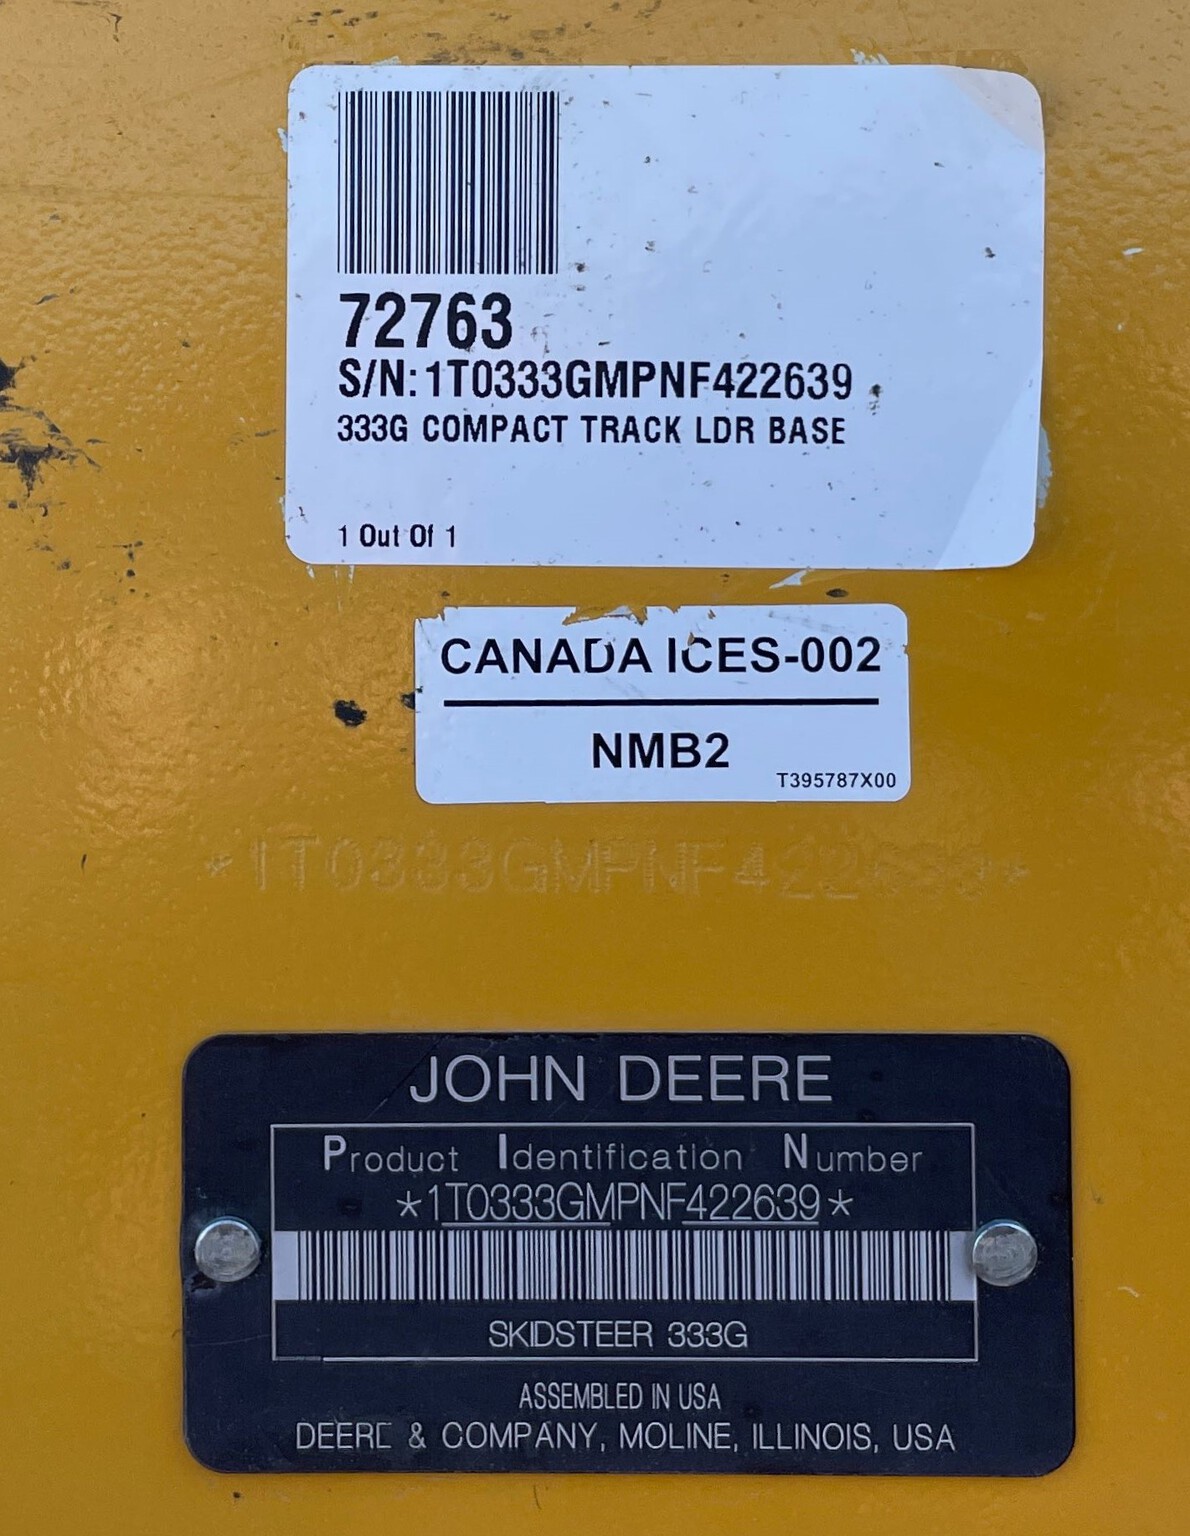 72763
S/N: 1T0333GMPNF422639
333G COMPACT TRACK LDR BASE
1 Out Of 1
CANADA ICES-002
NMB2
T395787X00
*1T0333GMPNF422639*
JOHN DEERE
Product Identification Number
*1T0333GMPNF422639*
SKIDSTEER 333G
ASSEMBLED IN USA
DEERE & COMPANY, MOLINE, ILLINOIS, USA